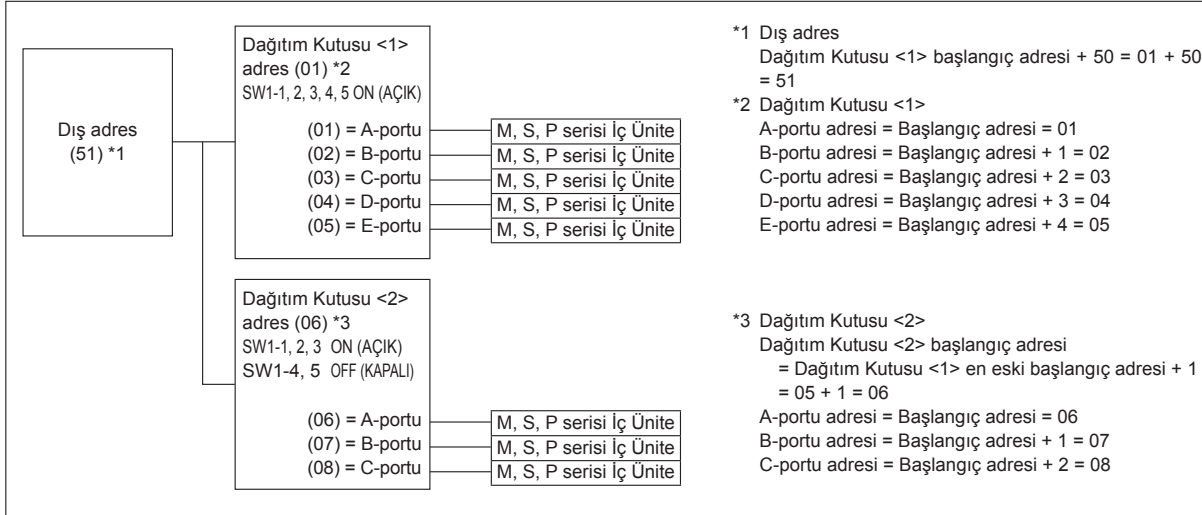 Dış adres
(51) *1
Dağıtım Kutusu <1>
adres (01) *2
SW1-1, 2, 3, 4, 5 ON (AÇIK)
(01) = A-portu
(02) = B-portu
(03) = C-portu
(04) = D-portu
(05) = E-portu
M, S, P serisi İç Ünite
M, S, P serisi İç Ünite
M, S, P serisi İç Ünite
M, S, P serisi İç Ünite
M, S, P serisi İç Ünite
Dağıtım Kutusu <2>
adres (06) *3
SW1-1, 2, 3 ON (AÇIK)
SW1-4, 5 OFF (KAPALI)
(06) = A-portu
(07) = B-portu
(08) = C-portu
M, S, P serisi İç Ünite
M, S, P serisi İç Ünite
M, S, P serisi İç Ünite
*1 Dış adres
Dağıtım Kutusu <1> başlangıç adresi + 50 = 01 + 50
= 51
*2 Dağıtım Kutusu <1>
A-portu adresi = Başlangıç adresi = 01
B-portu adresi = Başlangıç adresi + 1 = 02
C-portu adresi = Başlangıç adresi + 2 = 03
D-portu adresi = Başlangıç adresi + 3 = 04
E-portu adresi = Başlangıç adresi + 4 = 05
*3 Dağıtım Kutusu <2>
Dağıtım Kutusu <2> başlangıç adresi
= Dağıtım Kutusu <1> en eski başlangıç adresi + 1
= 05 + 1 = 06
A-portu adresi = Başlangıç adresi = 06
B-portu adresi = Başlangıç adresi + 1 = 07
C-portu adresi = Başlangıç adresi + 2 = 08